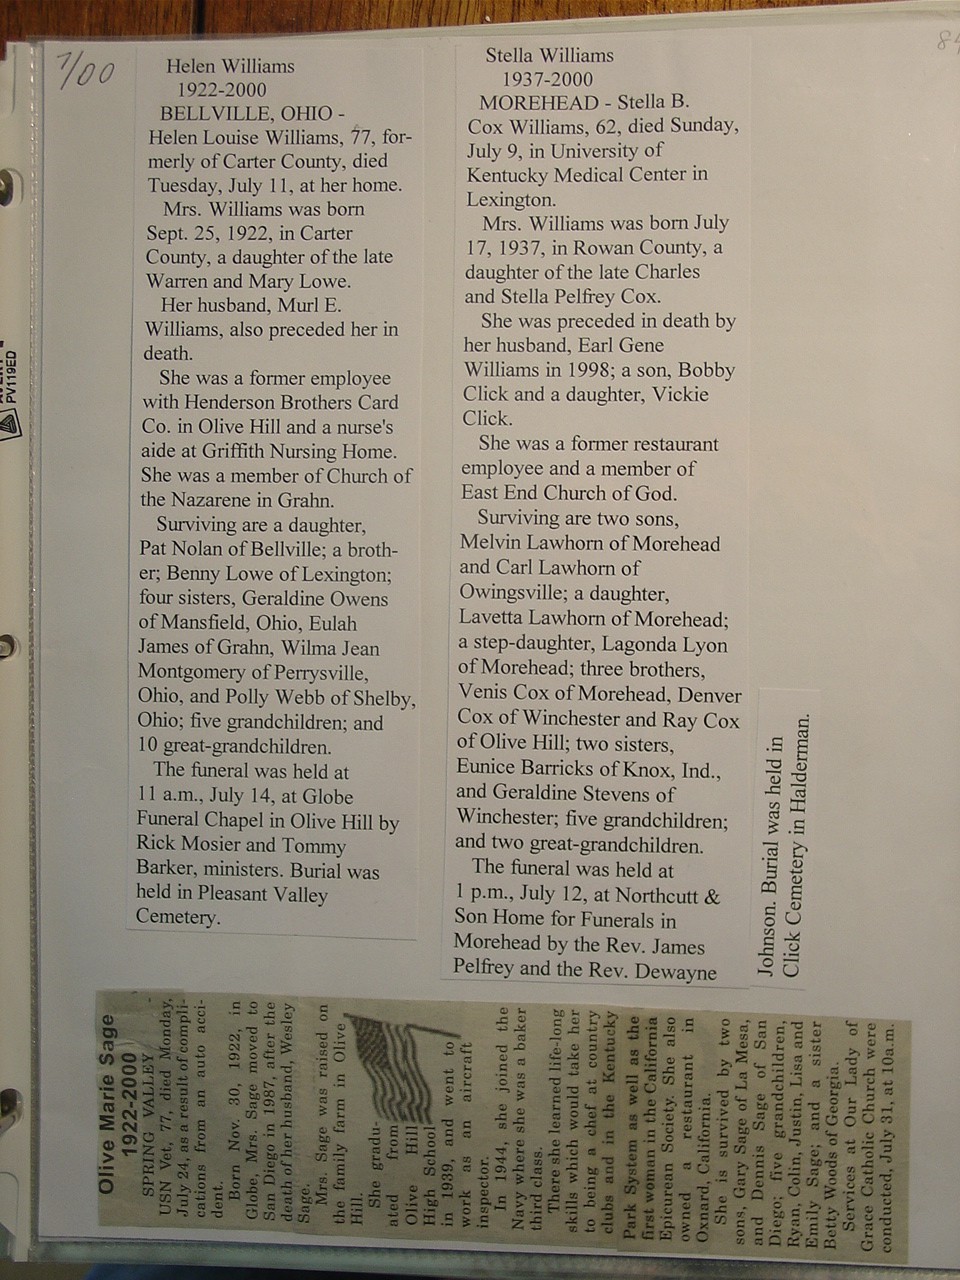 7/00
Helen Williams
1922-2000
BELLVILLE, OHIO -
Helen Louise Williams, 77, for-
merly of Carter County, died
Tuesday, July 11, at her home.
Mrs. Williams was born
Sept. 25, 1922, in Carter
County, a daughter of the late
Warren and Mary Lowe.
Her husband, Murl E.
Williams, also preceded her in
death.
She was a former employee
with Henderson Brothers Card
Co. in Olive Hill and a nurse's
aide at Griffith Nursing Home.
She was a member of Church of
the Nazarene in Grahn.
Surviving are a daughter,
Pat Nolan of Bellville; a broth-
er; Benny Lowe of Lexington;
four sisters, Geraldine Owens
of Mansfield, Ohio, Eulah
James of Grahn, Wilma Jean
Montgomery of Perrysville,
Ohio, and Polly Webb of Shelby,
Ohio; five grandchildren; and
10 great-grandchildren.
The funeral was held at
11 a.m., July 14, at Globe
Funeral Chapel in Olive Hill by
Rick Mosier and Tommy
Barker, ministers. Burial was
held in Pleasant Valley
Cemetery.
Stella Williams
1937-2000
MOREHEAD - Stella B.
Cox Williams, 62, died Sunday,
July 9, in University of
Kentucky Medical Center in
Lexington.
Mrs. Williams was born July
17, 1937, in Rowan County, a
daughter of the late Charles
and Stella Pelfrey Cox.
She was preceded in death by
her husband, Earl Gene
Williams in 1998; a son, Bobby
Click and a daughter, Vickie
Click.
She was a former restaurant
employee and a member of
East End Church of God.
Surviving are two sons,
Melvin Lawhorn of Morehead
and Carl Lawhorn of
Owingsville; a daughter,
Lavetta Lawhorn of Morehead;
a step-daughter, Lagonda Lyon
of Morehead; three brothers,
Venis Cox of Morehead, Denver
Cox of Winchester and Ray Cox
of Olive Hill; two sisters,
Eunice Barricks of Knox, Ind.,
and Geraldine Stevens of
Winchester; five grandchildren;
and two great-grandchildren.
The funeral was held at
1 p.m., July 12, at Northcutt &
Son Home for Funerals in
Morehead by the Rev. James
Pelfrey and the Rev. Dewayne
Johnson. Burial was held in
Click Cemetery in Halderman.
Olive Marie Sage
1922-2000
SPRING VALLEY -
USN Vet, 77, died Monday,
July 24, as a result of compli-
cations from an auto acci-
dent.
Born Nov. 30, 1922, in
Globe, Mrs. Sage moved to
San Diego in 1987, after the
death of her husband, Wesley
Sage.
Mrs. Sage was raised on
the family farm in Olive
Hill.
She gradu-
ated from
Olive Hill
High School
in 1939, and went to
work as an aircraft
inspector.
In 1944, she joined the
Navy where she was a baker
third class.
There she learned life-long
skills which would take her
to being a chef at country
clubs and in the Kentucky
Park System as well as the
first woman in the California
Epicurean Society. She also
owned a restaurant in
Oxnard, California.
She is survived by two
sons, Gary Sage of La Mesa,
and Dennis Sage of San
Diego; five grandchildren,
Ryan, Colin, Justin, Lisa and
Emily Sage; and a sister
Betty Woods of Georgia.
Services at Our Lady of
Grace Catholic Church were
conducted, July 31, at 10a.m.
PV119ED